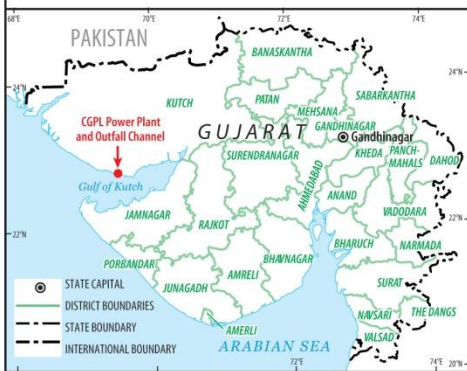 68°E
70°E
72°E
74°E
PAKISTAN
BANASKANTHA
24°N
24°N
PATAN
SABARKANTHA
KUTCH
MEHSANA
CGPL Power Plant
and Outfall Channel
GANDHINAGAR
GUJARAT
Gandhinagar
SURENDRANAGAR
KHEDA
PANCH-
MAHALS
DAHOD
Gulf of Kutch
AHMEDABAD
ANAND
JAMNAGAR
VADODARA
RAJKOT
22°N
22°N
BHARUCH
NARMADA
BHAVNAGAR
PORBANDAR
AMRELI
STATE CAPITAL
JUNAGADH
SURAT
DISTRICT BOUNDARIES
NAVSARI
THE DANGS
STATE BOUNDARY
AMERLI
VALSAD
INTERNATIONAL BOUNDARY
ARABIAN SEA
70°E
72°E
74°E
20°N